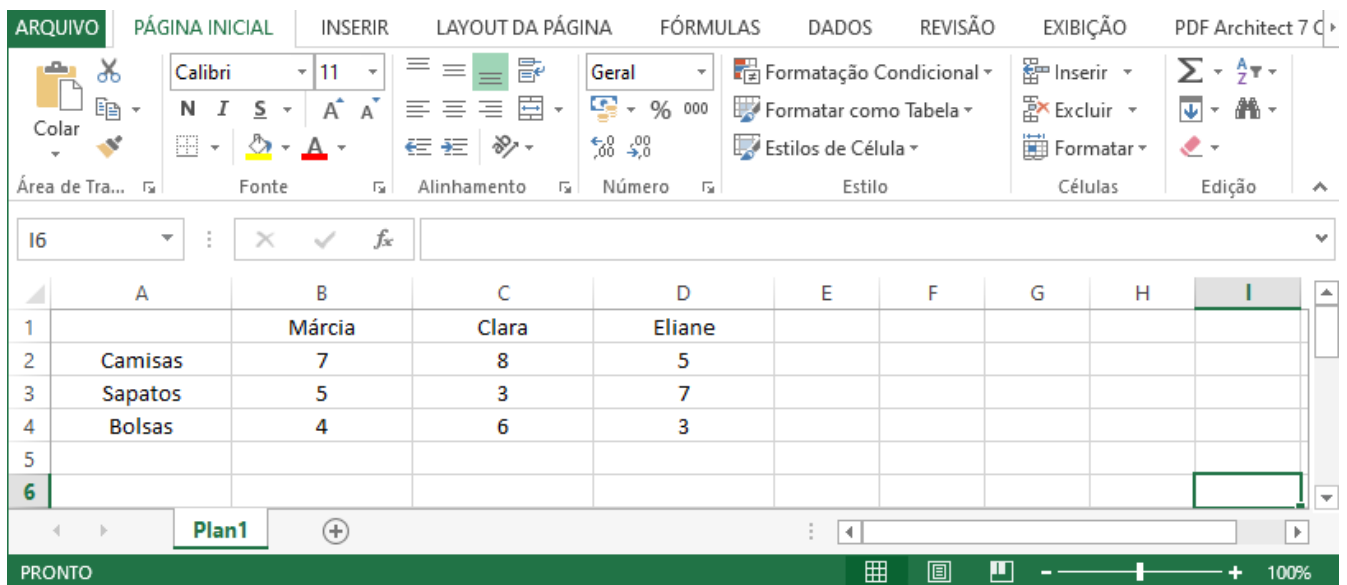 ARQUIVO PÁGINA INICIAL INSERIR LAYOUT DA PÁGINA FÓRMULAS DADOS REVISÃO EXIBIÇÃO PDF Architect 7 C
Calibri 11 Geral Formatação Condicional Inserir Σ
Colar N I S A A % 000 Formatar como Tabela Excluir
A Estilos de Célula Formatar
Área de Tra... Fonte Alinhamento Número Estilo Células Edição
I6 fx
A B C D E F G H I
1 Márcia Clara Eliane
2 Camisas 7 8 5
3 Sapatos 5 3 7
4 Bolsas 4 6 3
5
6
Plan1
PRONTO 100%